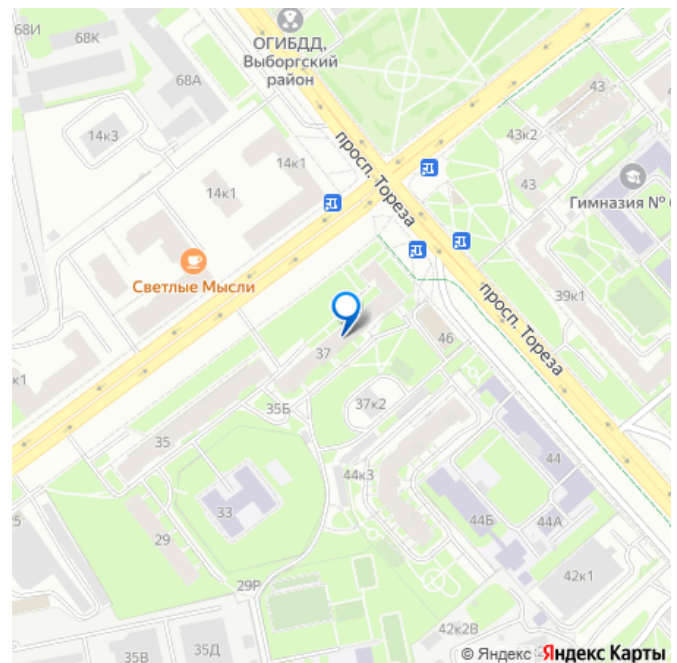 68И
68К
ОГИБДД,
Выборгский
район
68А
14к3
14к1
14к1
просп. Тореза
43
43к2
43
Гимназия №
Светлые Мысли
просп. Тореза
39к1
37
46
к1
35Б
37к2
35
44к3
44
33
44Б
44А
29
29Р
42к1
42к2В
35В
35Д
© Яндекс
Яндекс Карты